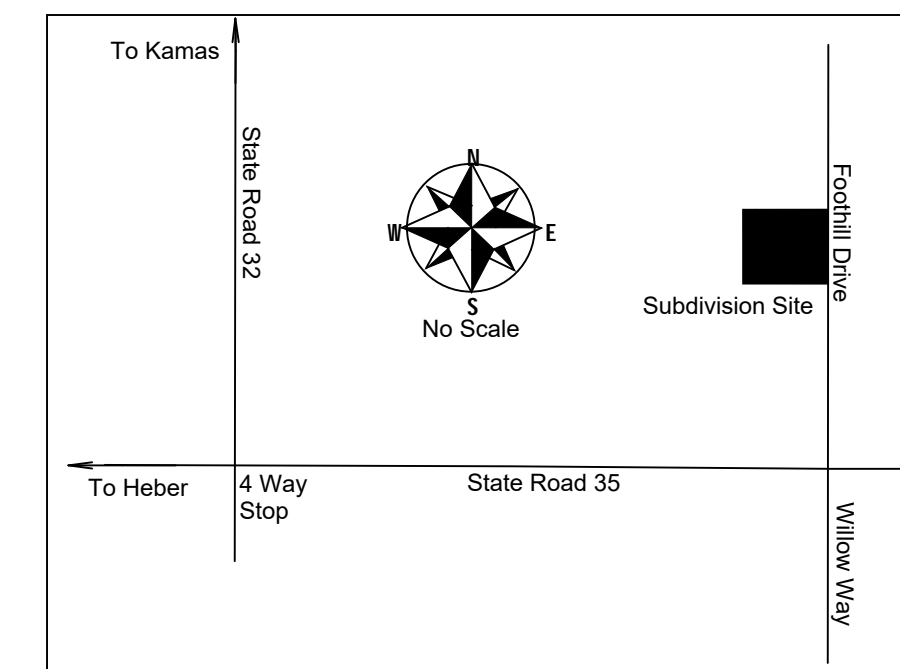 To Kamas
State Road 32
N
W
E
S
No Scale
Foothill Drive
Subdivision Site
To Heber
4 Way
Stop
State Road 35
Willow Way